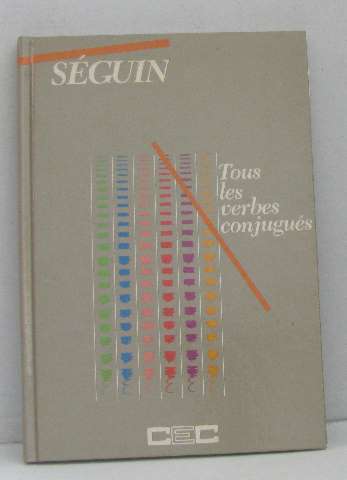 SÉGUIN
Tous
les
verbes
conjugués
CEC